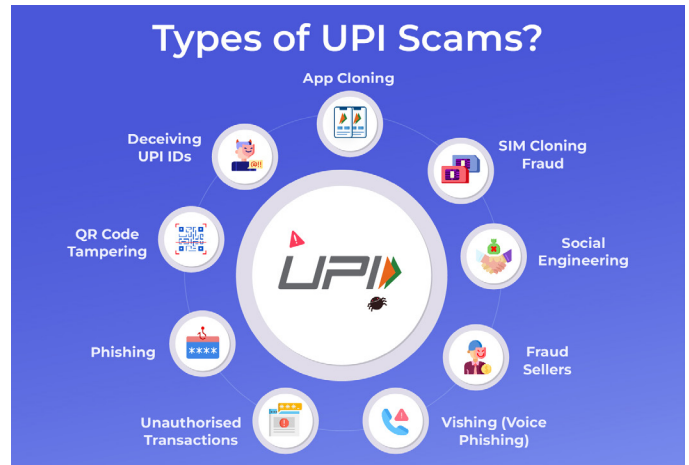 Types of UPI Scams?
App Cloning
SIM Cloning
Fraud
Social
Engineering
Fraud
Sellers
Vishing (Voice
Phishing)
Unauthorised
Transactions
Phishing
QR Code
Tampering
Deceiving
UPI IDs
UPI
@!!
****